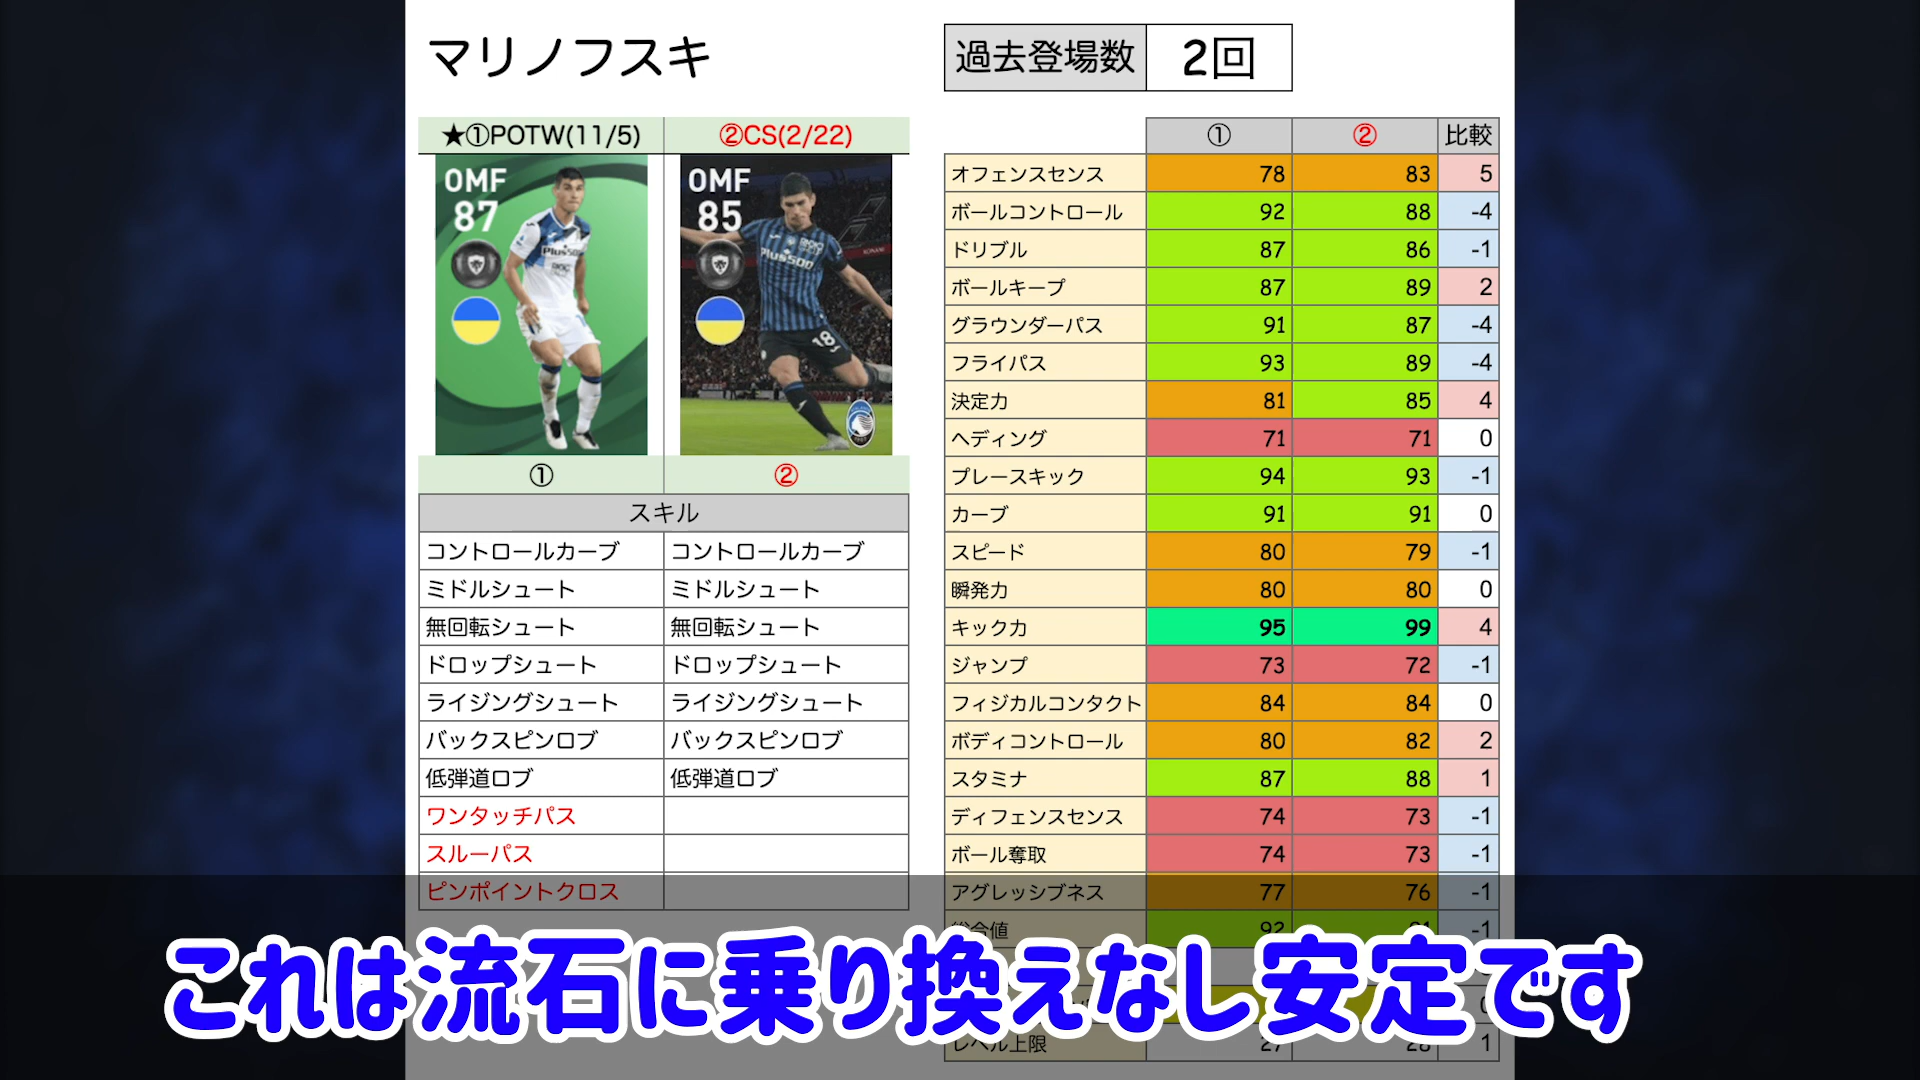 マリノフスキ
過去登場数 2回
★①POTW(11/5) ②CS(2/22)
OMF
87
OMF
85
Plus500
Plus500
18
① ②
スキル
コントロールカーブ コントロールカーブ
ミドルシュート ミドルシュート
無回転シュート 無回転シュート
ドロップシュート ドロップシュート
ライジングシュート ライジングシュート
バックスピンロブ バックスピンロブ
低弾道ロブ 低弾道ロブ
ワンタッチパス
スルーパス
ピンポイントクロス
① ② 比較
オフェンスセンス 78 83 5
ボールコントロール 92 88 -4
ドリブル 87 86 -1
ボールキープ 87 89 2
グラウンダーパス 91 87 -4
フライパス 93 89 -4
決定力 81 85 4
ヘディング 71 71 0
プレースキック 94 93 -1
カーブ 91 91 0
スピード 80 79 -1
瞬発力 80 80 0
キック力 95 99 4
ジャンプ 73 72 -1
フィジカルコンタクト 84 84 0
ボディコントロール 80 82 2
スタミナ 87 88 1
ディフェンスセンス 74 73 -1
ボール奪取 74 73 -1
アグレッシブネス 77 76 -1
総合値 92 91 -1
レベル上限 27 28 1
これは流石に乗り換えなし安定です